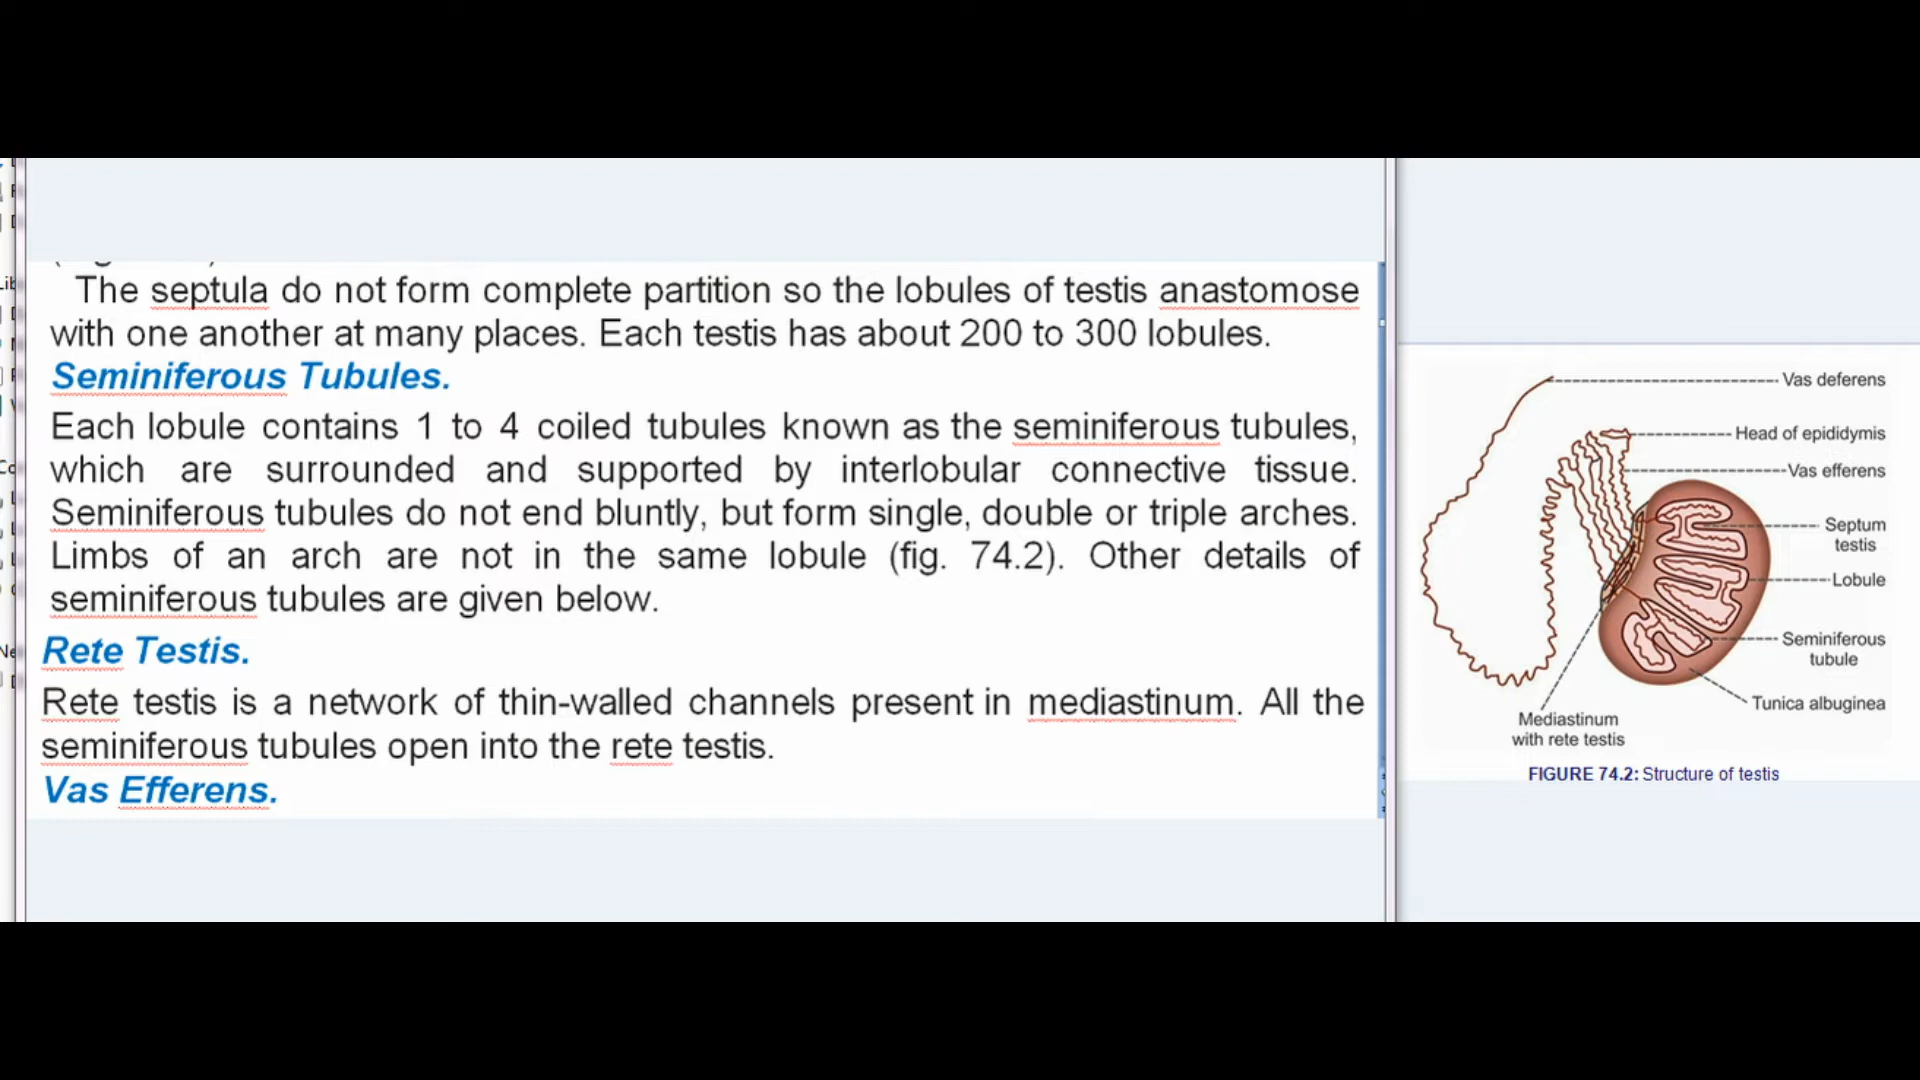 The septula do not form complete partition so the lobules of testis anastomose
with one another at many places. Each testis has about 200 to 300 lobules.
Seminiferous Tubules.
Each lobule contains 1 to 4 coiled tubules known as the seminiferous tubules,
which are surrounded and supported by interlobular connective tissue.
Seminiferous tubules do not end bluntly, but form single, double or triple arches.
Limbs of an arch are not in the same lobule (fig. 74.2). Other details of
seminiferous tubules are given below.
Rete Testis.
Rete testis is a network of thin-walled channels present in mediastinum. All the
seminiferous tubules open into the rete testis.
Vas Efferens.
Vas deferens
Head of epididymis
Vas efferens
Septum
testis
Lobule
Seminiferous
tubule
Tunica albuginea
Mediastinum
with rete testis
FIGURE 74.2: Structure of testis